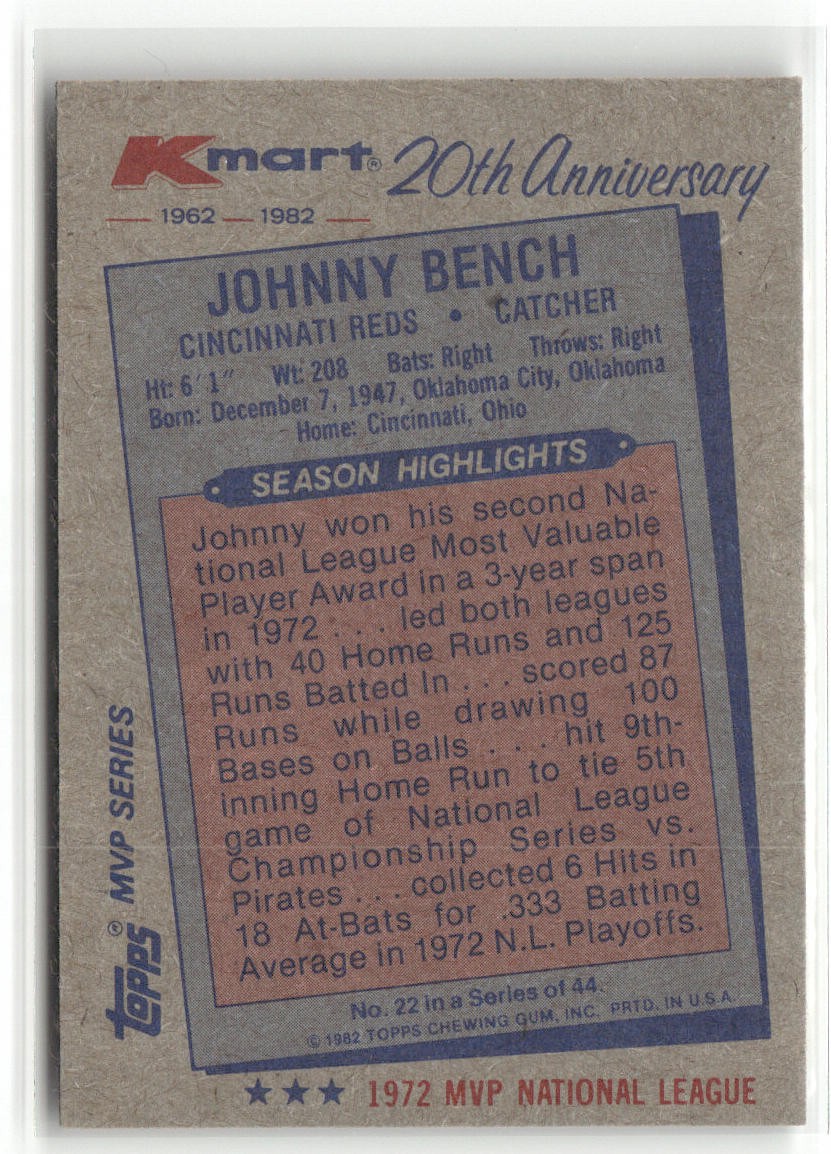 Kmart® 20th Anniversary
1962 — 1982
JOHNNY BENCH
CINCINNATI REDS • CATCHER
Ht: 6'1" Wt: 208 Bats: Right Throws: Right
Born: December 7, 1947, Oklahoma City, Oklahoma
Home: Cincinnati, Ohio
SEASON HIGHLIGHTS
Johnny won his second Na-
tional League Most Valuable
Player Award in a 3-year span
in 1972 . . . led both leagues
with 40 Home Runs and 125
Runs Batted In . . . scored 87
Runs while drawing 100
Bases on Balls . . . hit 9th-
inning Home Run to tie 5th
game of National League
Championship Series vs.
Pirates . . . collected 6 Hits in
18 At-Bats for .333 Batting
Average in 1972 N.L. Playoffs.
No. 22 in a Series of 44.
© 1982 TOPPS CHEWING GUM, INC. PRTD. IN U.S.A.
topps® MVP SERIES
★★★ 1972 MVP NATIONAL LEAGUE